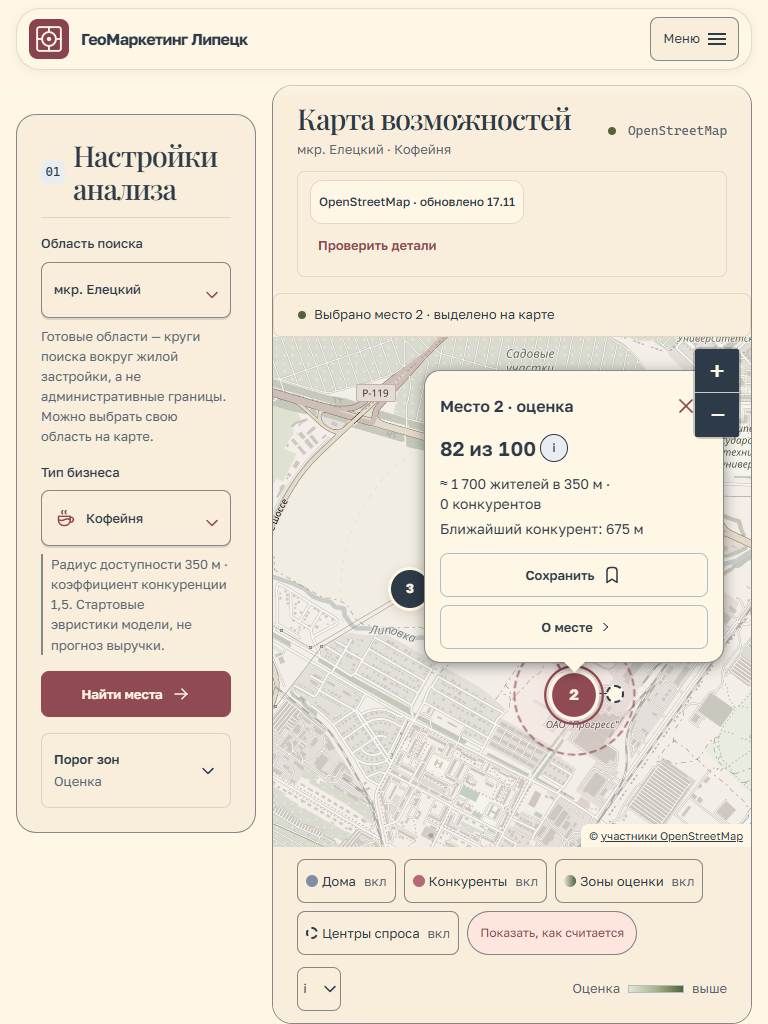 ГеоМаркетинг Липецк
Меню
01
Настройки
анализа
Область поиска
мкр. Елецкий
Готовые области — круги
поиска вокруг жилой
застройки, а не
административные границы.
Можно выбрать свою
область на карте.
Тип бизнеса
Кофейня
Радиус доступности 350 м ·
коэффициент конкуренции
1,5. Стартовые
эвристики модели, не
прогноз выручки.
Найти места
Порог зон
Оценка
Карта возможностей
мкр. Елецкий · Кофейня
OpenStreetMap
OpenStreetMap · обновлено 17.11
Проверить детали
Выбрано место 2 · выделено на карте
Садовые
участки
Р-119
шоссе
Липовка
3
+
−
Место 2 · оценка
82 из 100
i
≈ 1 700 жителей в 350 м ·
0 конкурентов
Ближайший конкурент: 675 м
Сохранить
О месте
2
ОАО "Прогресс"
© участники OpenStreetMap
Дома вкл
Конкуренты вкл
Зоны оценки вкл
Центры спроса вкл
Показать, как считается
i
Оценка
выше